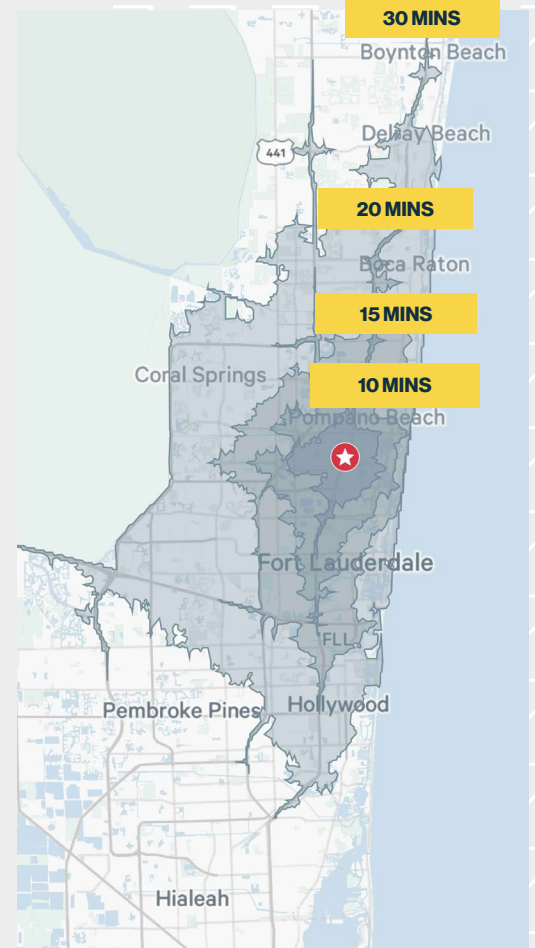 30 MINS
Boynton Beach
Delray Beach
441
20 MINS
Boca Raton
15 MINS
Coral Springs
10 MINS
Pompano Beach
Fort Lauderdale
FLL
Hollywood
Pembroke Pines
Hialeah